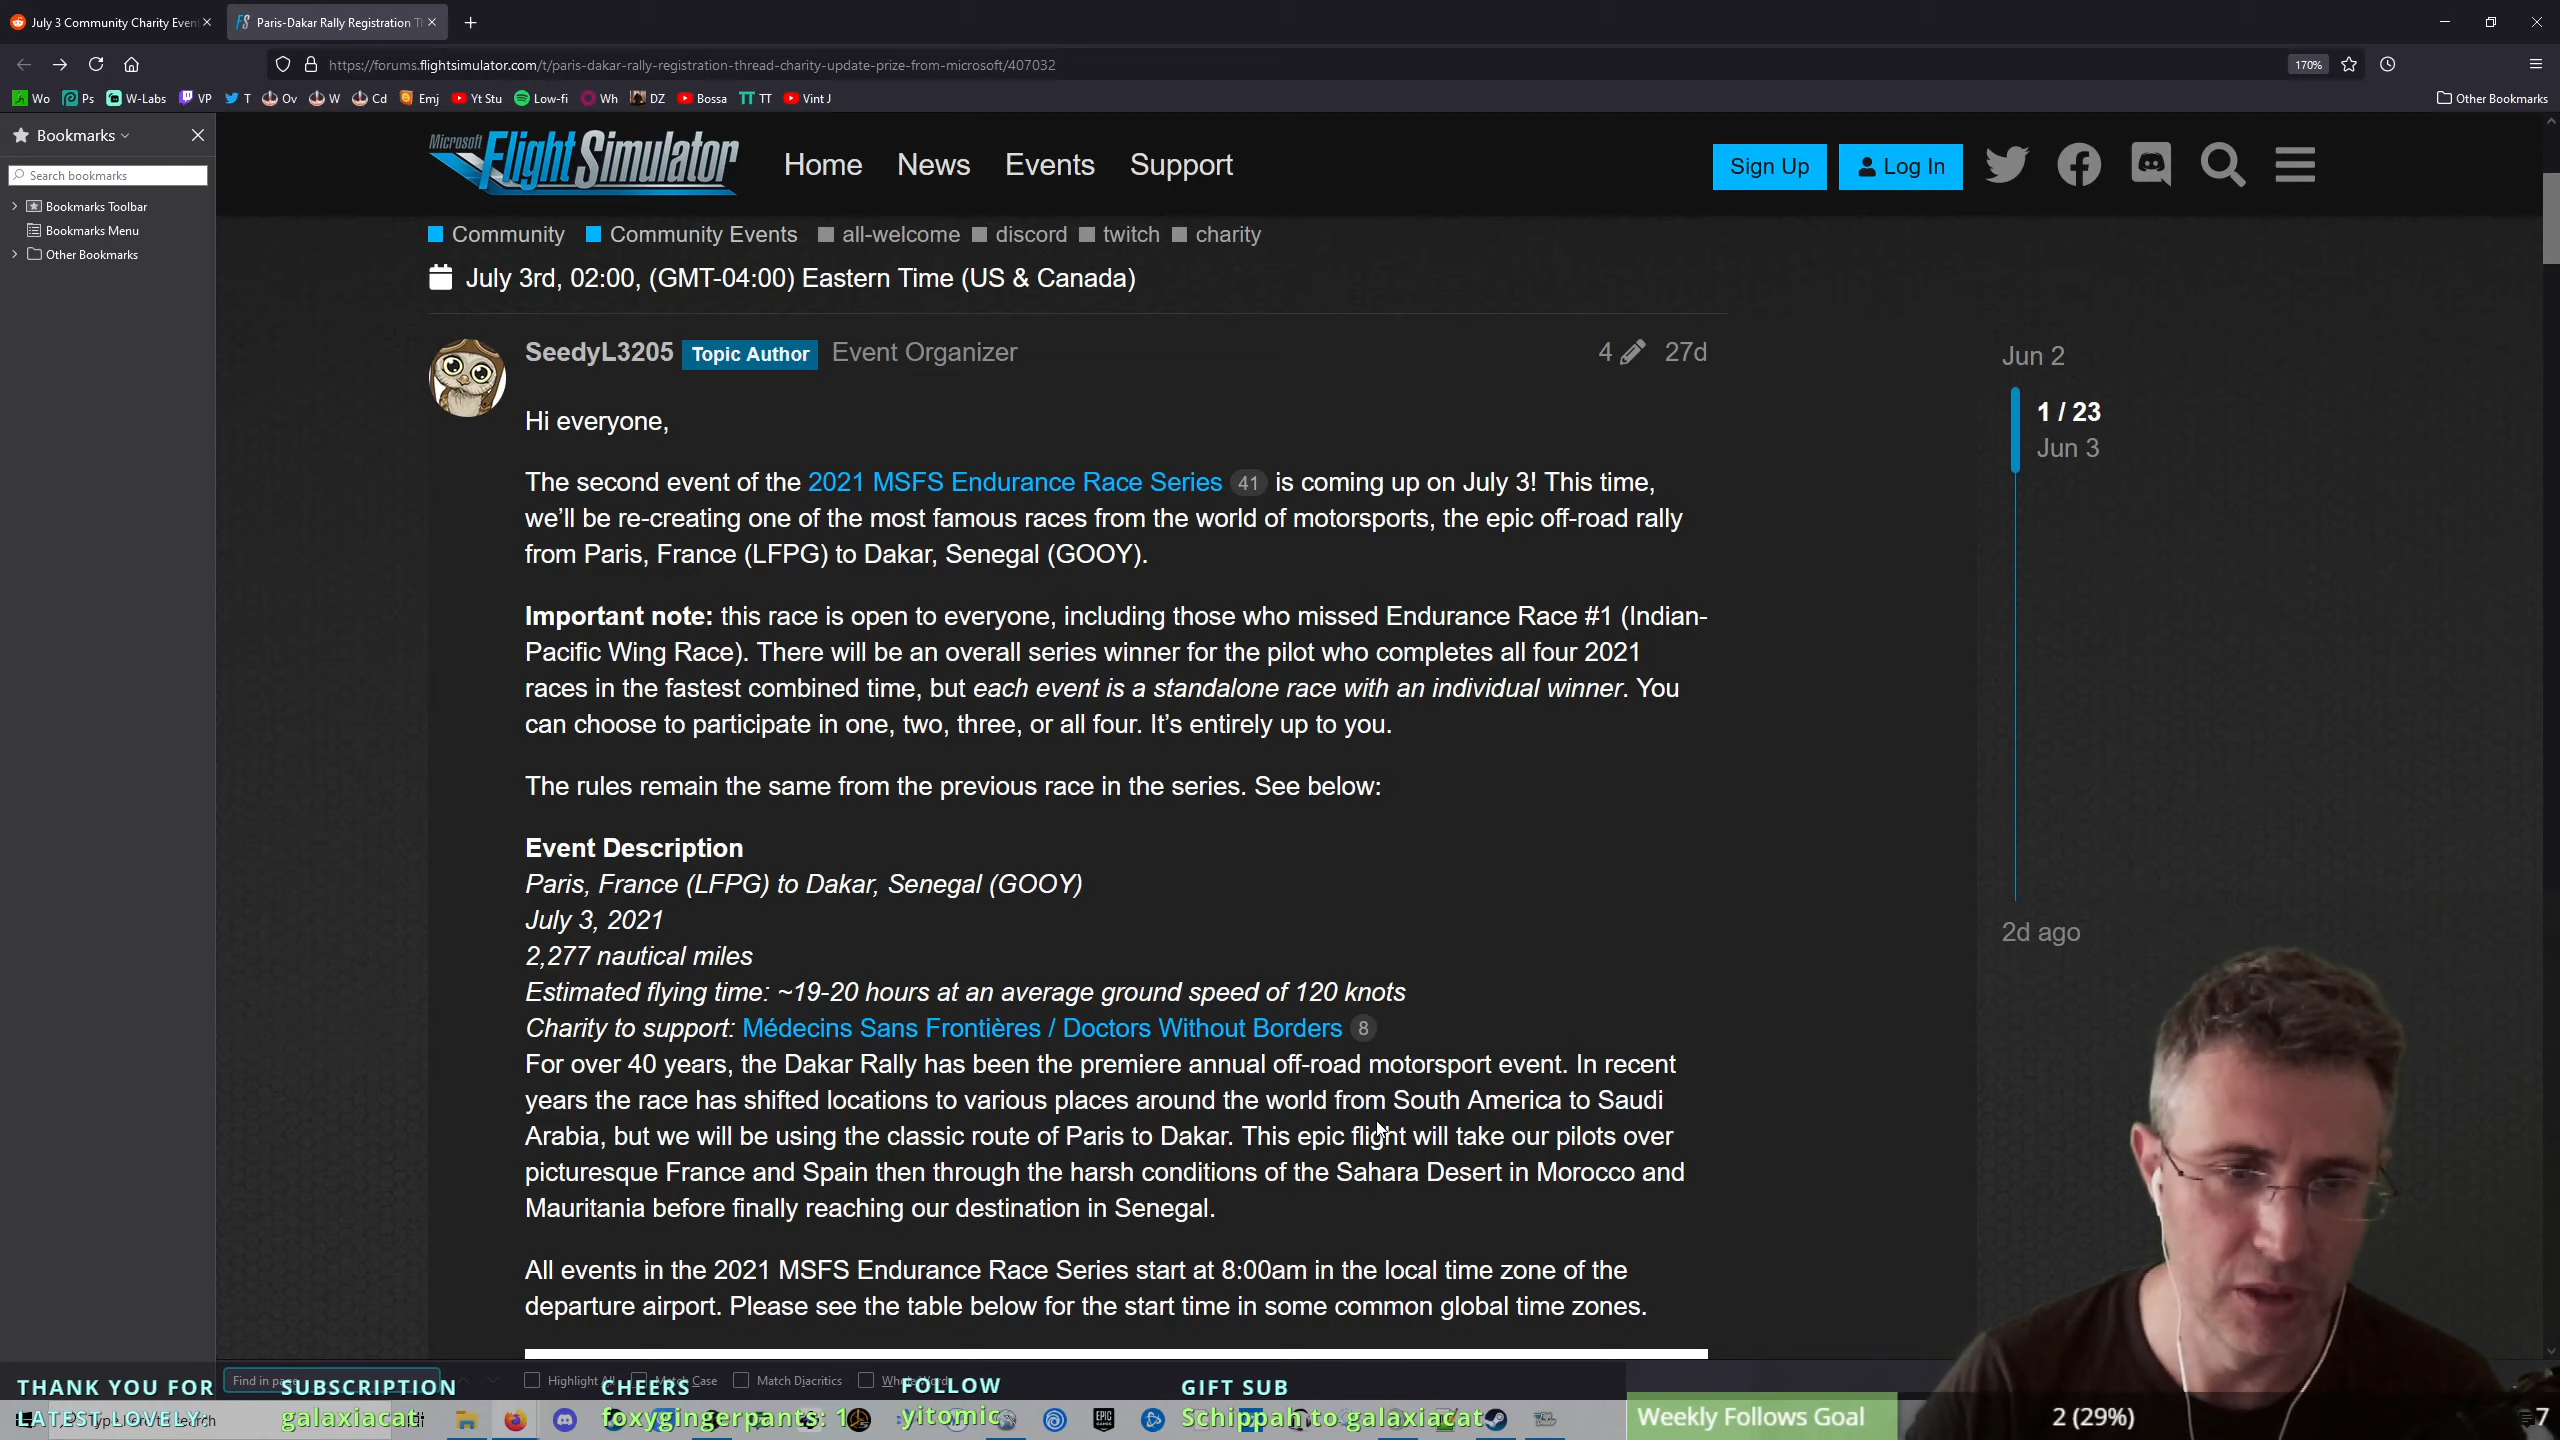 July 3 Community Charity Even
Paris-Dakar Rally Registration T
https://forums.flightsimulator.com/t/paris-dakar-rally-registration-thread-charity-update-prize-from-microsoft/407032
170%
Wo Ps W-Labs VP T Ov W Cd Emj Yt Stu Low-fi Wh DZ Bossa TT Vint J
Other Bookmarks
Bookmarks
Search bookmarks
Bookmarks Toolbar
Bookmarks Menu
Other Bookmarks
Microsoft Flight Simulator
Home News Events Support
Sign Up Log In
Community Community Events all-welcome discord twitch charity
July 3rd, 02:00, (GMT-04:00) Eastern Time (US & Canada)
SeedyL3205 Topic Author Event Organizer 4 27d
Hi everyone,
The second event of the 2021 MSFS Endurance Race Series 41 is coming up on July 3! This time,
we’ll be re-creating one of the most famous races from the world of motorsports, the epic off-road rally
from Paris, France (LFPG) to Dakar, Senegal (GOOY).
Important note: this race is open to everyone, including those who missed Endurance Race #1 (Indian-
Pacific Wing Race). There will be an overall series winner for the pilot who completes all four 2021
races in the fastest combined time, but each event is a standalone race with an individual winner. You
can choose to participate in one, two, three, or all four. It’s entirely up to you.
The rules remain the same from the previous race in the series. See below:
Event Description
Paris, France (LFPG) to Dakar, Senegal (GOOY)
July 3, 2021
2,277 nautical miles
Estimated flying time: ~19-20 hours at an average ground speed of 120 knots
Charity to support: Médecins Sans Frontières / Doctors Without Borders 8
For over 40 years, the Dakar Rally has been the premiere annual off-road motorsport event. In recent
years the race has shifted locations to various places around the world from South America to Saudi
Arabia, but we will be using the classic route of Paris to Dakar. This epic flight will take our pilots over
picturesque France and Spain then through the harsh conditions of the Sahara Desert in Morocco and
Mauritania before finally reaching our destination in Senegal.
All events in the 2021 MSFS Endurance Race Series start at 8:00am in the local time zone of the
departure airport. Please see the table below for the start time in some common global time zones.
Jun 2
1 / 23
Jun 3
2d ago
Find in page
Highlight All Match Case Match Diacritics Whole Words
THANK YOU FOR
LATEST LOVELY:
SUBSCRIPTION
galaxiacat
CHEERS
foxygingerpants: 1
FOLLOW
yitomic
GIFT SUB
Schippah to galaxiacat
Weekly Follows Goal
2 (29%)
7